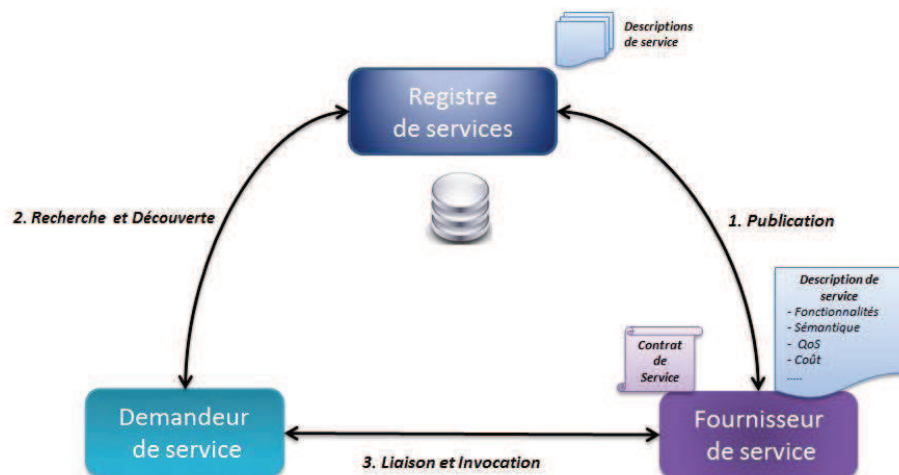 Descriptions
de service
Registre
de services
2. Recherche et Découverte
1. Publication
Description de
service
- Fonctionnalités
- Sémantique
- QoS
- Coût
.....
Contrat
de
Service
Demandeur
de service
Fournisseur
de service
3. Liaison et Invocation